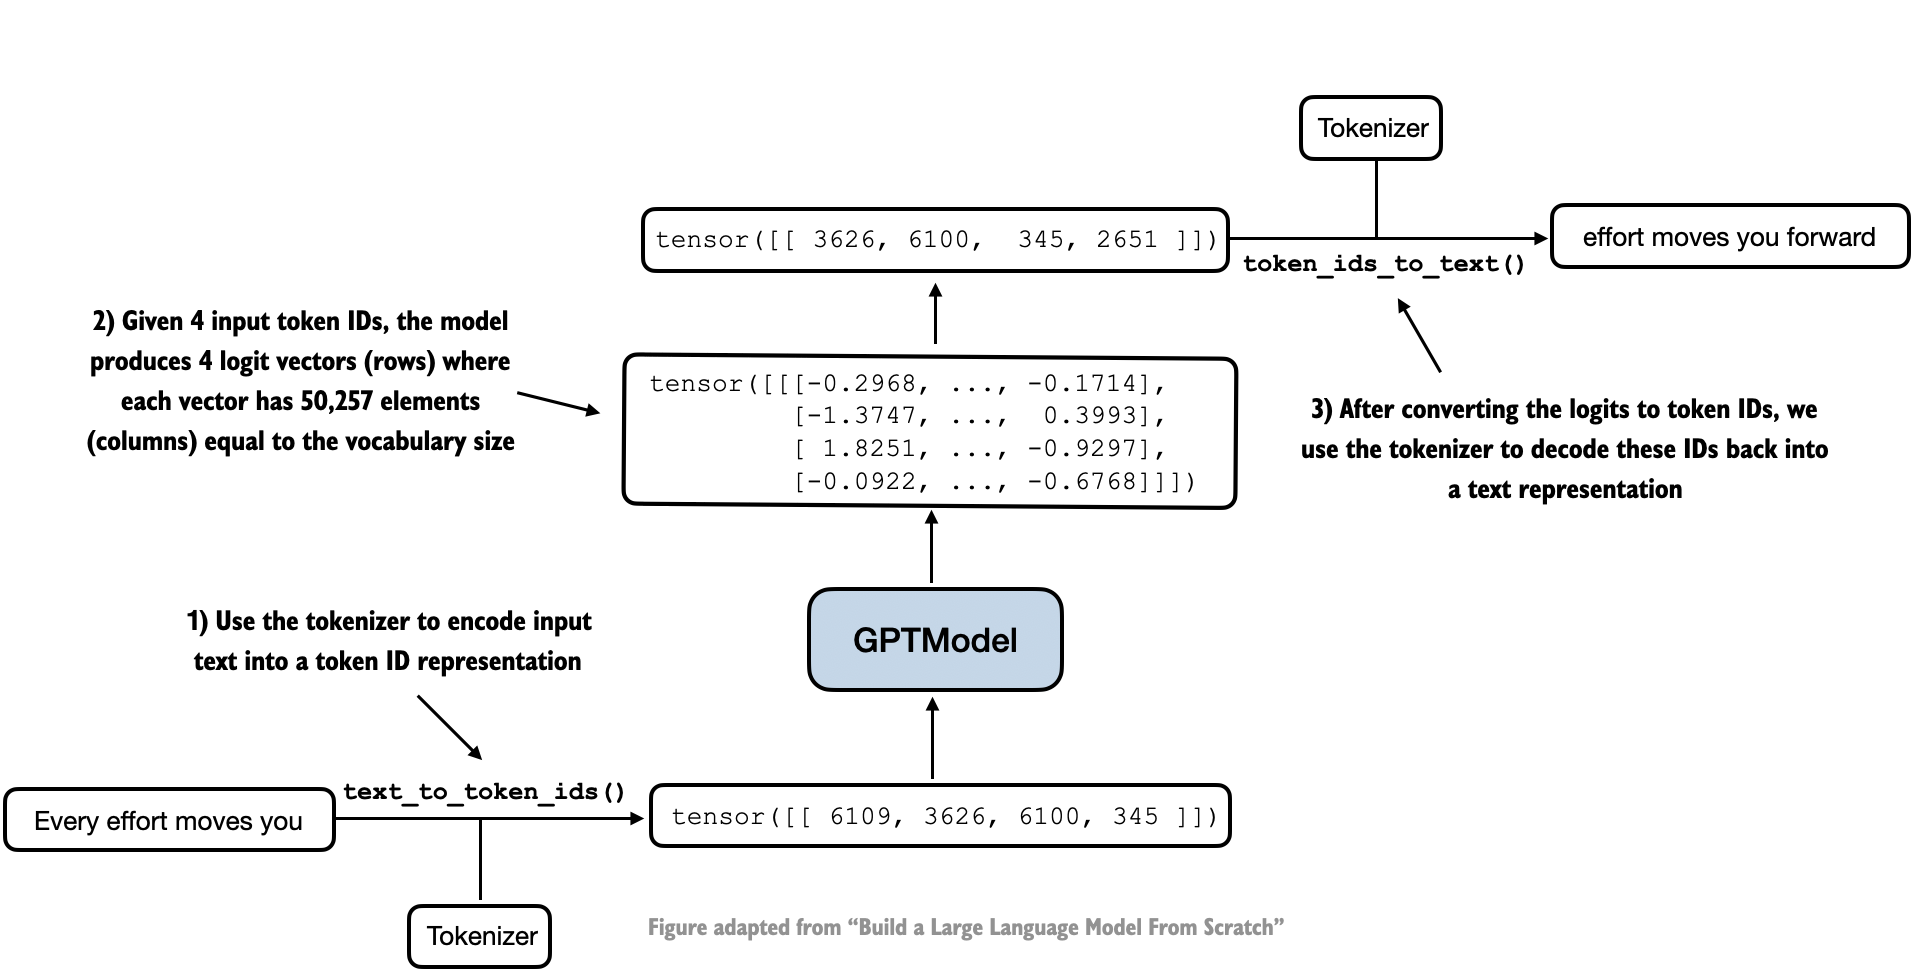 Tokenizer
tensor([[ 3626, 6100,  345, 2651 ]])
token_ids_to_text()
effort moves you forward
2) Given 4 input token IDs, the model
produces 4 logit vectors (rows) where
each vector has 50,257 elements
(columns) equal to the vocabulary size
tensor([[[-0.2968, ..., -0.1714],
[-1.3747, ...,  0.3993],
[ 1.8251, ..., -0.9297],
[-0.0922, ..., -0.6768]]])
3) After converting the logits to token IDs, we
use the tokenizer to decode these IDs back into
a text representation
GPTModel
1) Use the tokenizer to encode input
text into a token ID representation
Every effort moves you
text_to_token_ids()
tensor([[ 6109, 3626, 6100, 345 ]])
Tokenizer
Figure adapted from “Build a Large Language Model From Scratch”